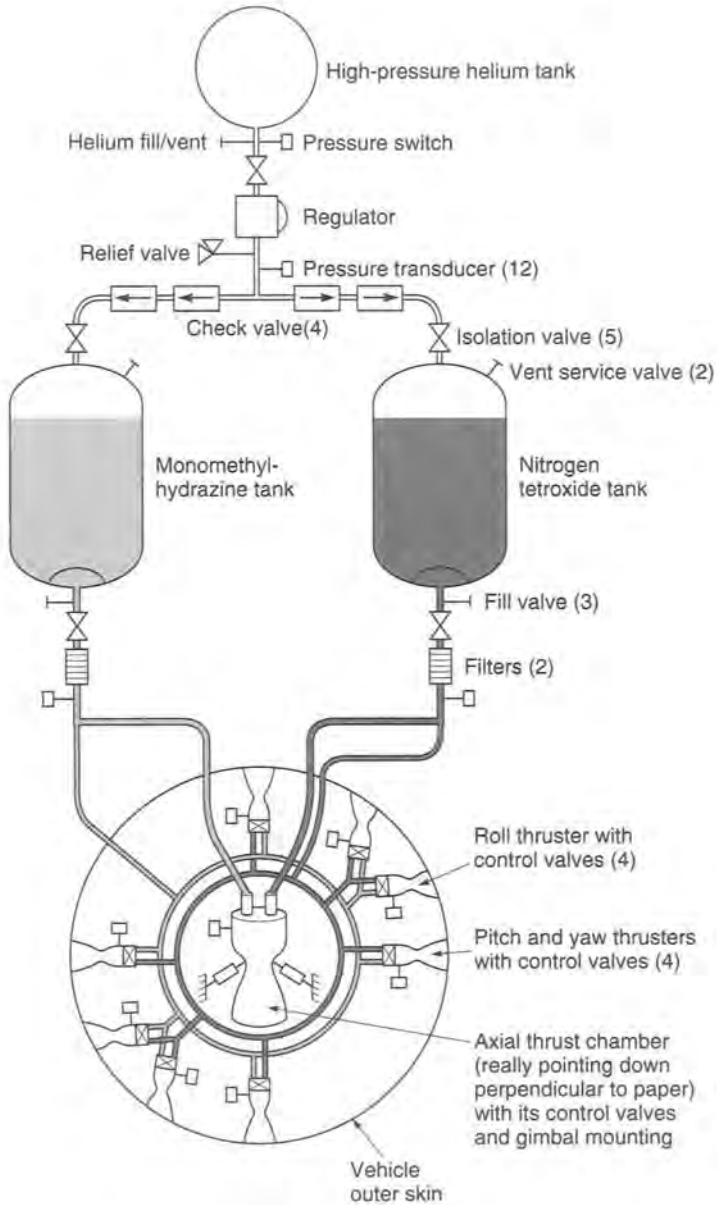 High-pressure helium tank
Helium fill/vent
Pressure switch
Regulator
Relief valve
Pressure transducer (12)
Check valve(4)
Isolation valve (5)
Vent service valve (2)
Monomethyl-
hydrazine tank
Nitrogen
tetroxide tank
Fill valve (3)
Filters (2)
Roll thruster with
control valves (4)
Pitch and yaw thrusters
with control valves (4)
Axial thrust chamber
(really pointing down
perpendicular to paper)
with its control valves
and gimbal mounting
Vehicle
outer skin